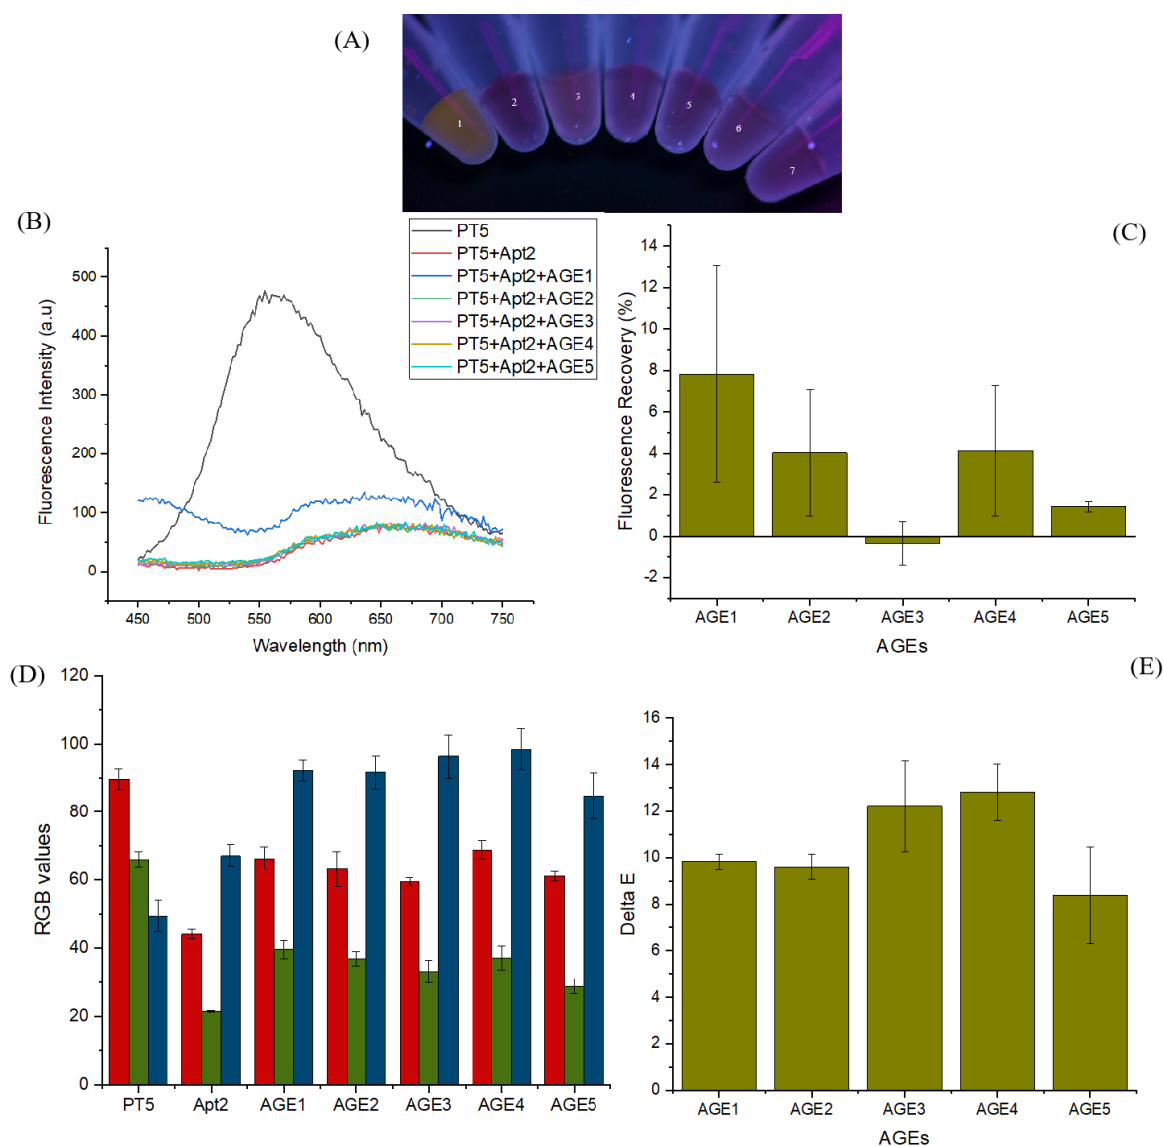 (A)
1
2
3
4
5
6
7
(B)
PT5
PT5+Apt2
PT5+Apt2+AGE1
PT5+Apt2+AGE2
PT5+Apt2+AGE3
PT5+Apt2+AGE4
PT5+Apt2+AGE5
500
400
300
200
100
0
Fluorescence Intensity (a.u)
450 500 550 600 650 700 750
Wavelength (nm)
(C)
14
12
10
8
6
4
2
0
-2
Fluorescence Recovery (%)
AGE1 AGE2 AGE3 AGE4 AGE5
AGEs
(D)
120
100
80
60
40
20
0
RGB values
PT5 Apt2 AGE1 AGE2 AGE3 AGE4 AGE5
(E)
16
14
12
10
8
6
4
2
0
Delta E
AGE1 AGE2 AGE3 AGE4 AGE5
AGEs